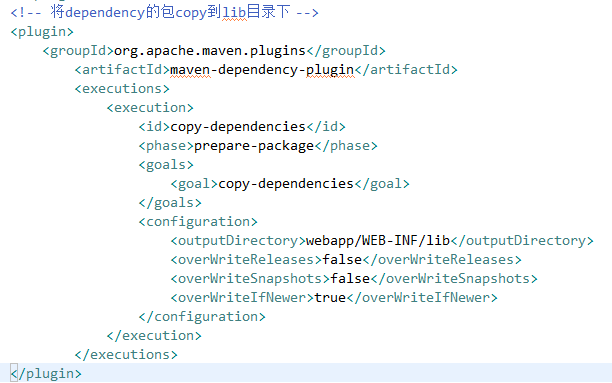 <!-- 将dependency的包copy到lib目录下 -->
<plugin>
<groupId>org.apache.maven.plugins</groupId>
<artifactId>maven-dependency-plugin</artifactId>
<executions>
<execution>
<id>copy-dependencies</id>
<phase>prepare-package</phase>
<goals>
<goal>copy-dependencies</goal>
</goals>
<configuration>
<outputDirectory>webapp/WEB-INF/lib</outputDirectory>
<overWriteReleases>false</overWriteReleases>
<overWriteSnapshots>false</overWriteSnapshots>
<overWriteIfNewer>true</overWriteIfNewer>
</configuration>
</execution>
</executions>
</plugin>